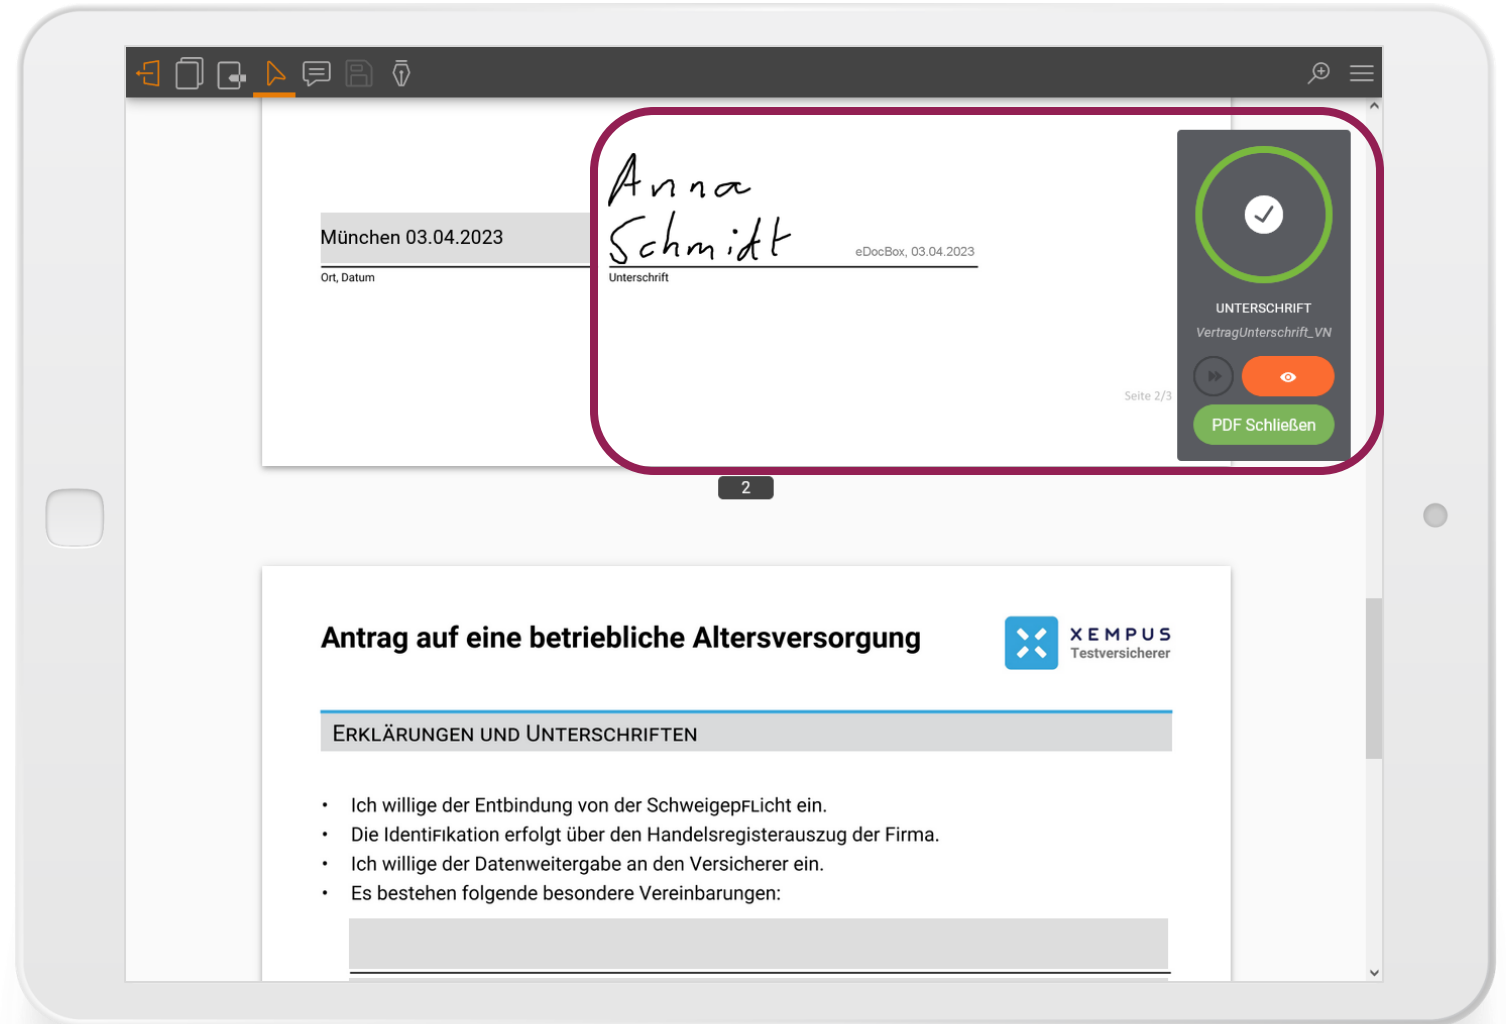 Anna
Schmidt
München 03.04.2023
eDocBox, 03.04.2023
Ort, Datum
Unterschrift
UNTERSCHRIFT
VertragUnterschrift_VN
Seite 2/3
PDF Schließen
2
Antrag auf eine betriebliche Altersversorgung
XEMPUS
Testversicherer
ERKLÄRUNGEN UND UNTERSCHRIFTEN
• Ich willige der Entbindung von der SchweigepFLicht ein.
• Die IdentiFIkation erfolgt über den Handelsregisterauszug der Firma.
• Ich willige der Datenweitergabe an den Versicherer ein.
• Es bestehen folgende besondere Vereinbarungen: